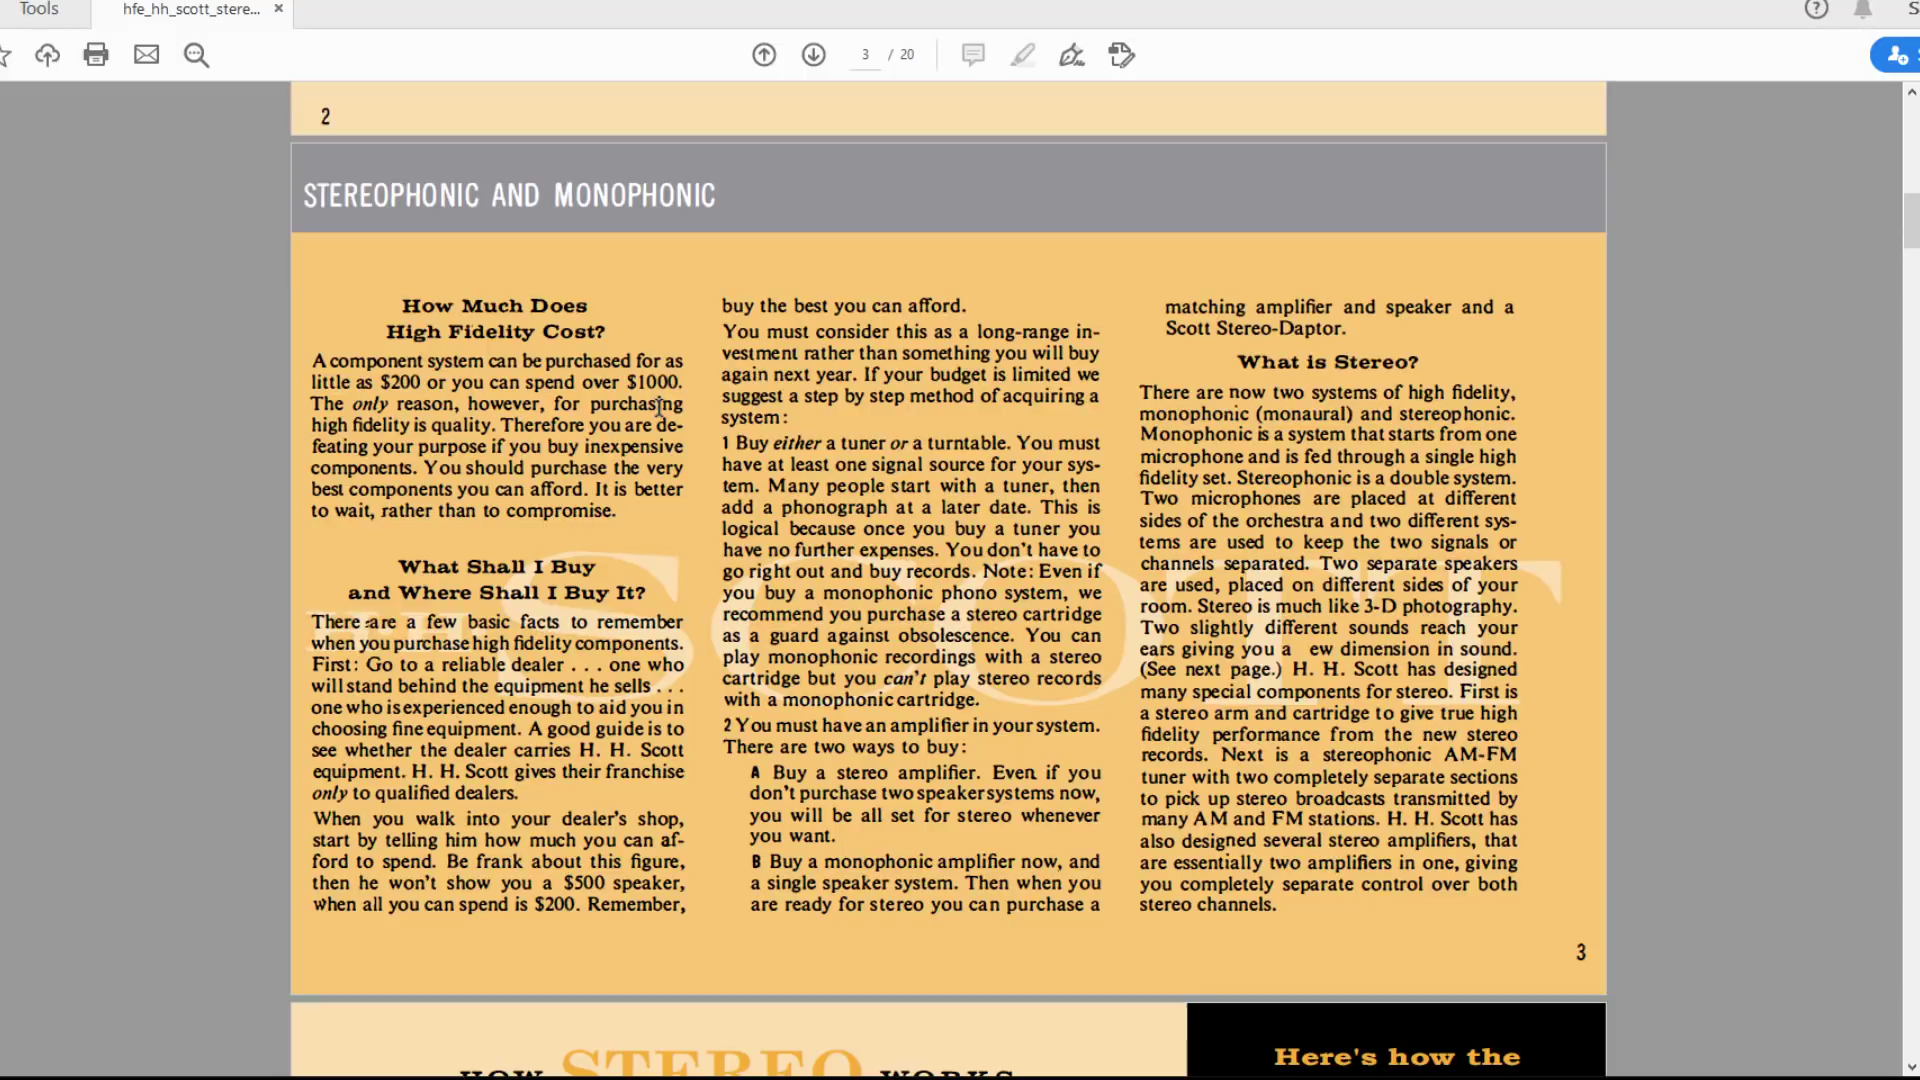 Tools
hfe_hh_scott_stere...
3 / 20
2
STEREOPHONIC AND MONOPHONIC
How Much Does
High Fidelity Cost?
A component system can be purchased for as
little as $200 or you can spend over $1000.
The only reason, however, for purchasing
high fidelity is quality. Therefore you are de-
feating your purpose if you buy inexpensive
components. You should purchase the very
best components you can afford. It is better
to wait, rather than to compromise.
What Shall I Buy
and Where Shall I Buy It?
There are a few basic facts to remember
when you purchase high fidelity components.
First: Go to a reliable dealer . . . one who
will stand behind the equipment he sells . . .
one who is experienced enough to aid you in
choosing fine equipment. A good guide is to
see whether the dealer carries H. H. Scott
equipment. H. H. Scott gives their franchise
only to qualified dealers.
When you walk into your dealer's shop,
start by telling him how much you can af-
ford to spend. Be frank about this figure,
then he won't show you a $500 speaker,
when all you can spend is $200. Remember,
buy the best you can afford.
You must consider this as a long-range in-
vestment rather than something you will buy
again next year. If your budget is limited we
suggest a step by step method of acquiring a
system:
1 Buy either a tuner or a turntable. You must
have at least one signal source for your sys-
tem. Many people start with a tuner, then
add a phonograph at a later date. This is
logical because once you buy a tuner you
have no further expenses. You don't have to
go right out and buy records. Note: Even if
you buy a monophonic phono system, we
recommend you purchase a stereo cartridge
as a guard against obsolescence. You can
play monophonic recordings with a stereo
cartridge but you can't play stereo records
with a monophonic cartridge.
2 You must have an amplifier in your system.
There are two ways to buy:
A Buy a stereo amplifier. Even if you
don't purchase two speaker systems now,
you will be all set for stereo whenever
you want.
B Buy a monophonic amplifier now, and
a single speaker system. Then when you
are ready for stereo you can purchase a
matching amplifier and speaker and a
Scott Stereo-Daptor.
What is Stereo?
There are now two systems of high fidelity,
monophonic (monaural) and stereophonic.
Monophonic is a system that starts from one
microphone and is fed through a single high
fidelity set. Stereophonic is a double system.
Two microphones are placed at different
sides of the orchestra and two different sys-
tems are used to keep the two signals or
channels separated. Two separate speakers
are used, placed on different sides of your
room. Stereo is much like 3-D photography.
Two slightly different sounds reach your
ears giving you a ew dimension in sound.
(See next page.) H. H. Scott has designed
many special components for stereo. First is
a stereo arm and cartridge to give true high
fidelity performance from the new stereo
records. Next is a stereophonic AM-FM
tuner with two completely separate sections
to pick up stereo broadcasts transmitted by
many AM and FM stations. H. H. Scott has
also designed several stereo amplifiers, that
are essentially two amplifiers in one, giving
you completely separate control over both
stereo channels.
H.H. SCOTT
3
HOW STEREO WORKS
Here's how the